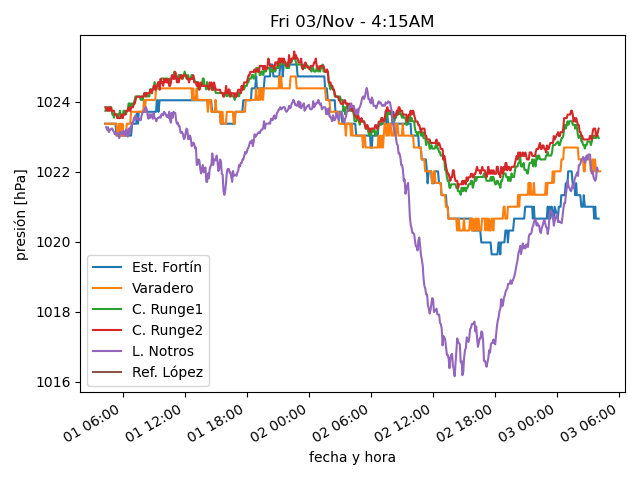 Fri 03/Nov - 4:15AM
presión [hPa]
1024
1022
1020
1018
1016
Est. Fortín
Varadero
C. Runge1
C. Runge2
L. Notros
Ref. López
01 06:00
01 12:00
01 18:00
02 00:00
02 06:00
02 12:00
02 18:00
03 00:00
03 06:00
fecha y hora